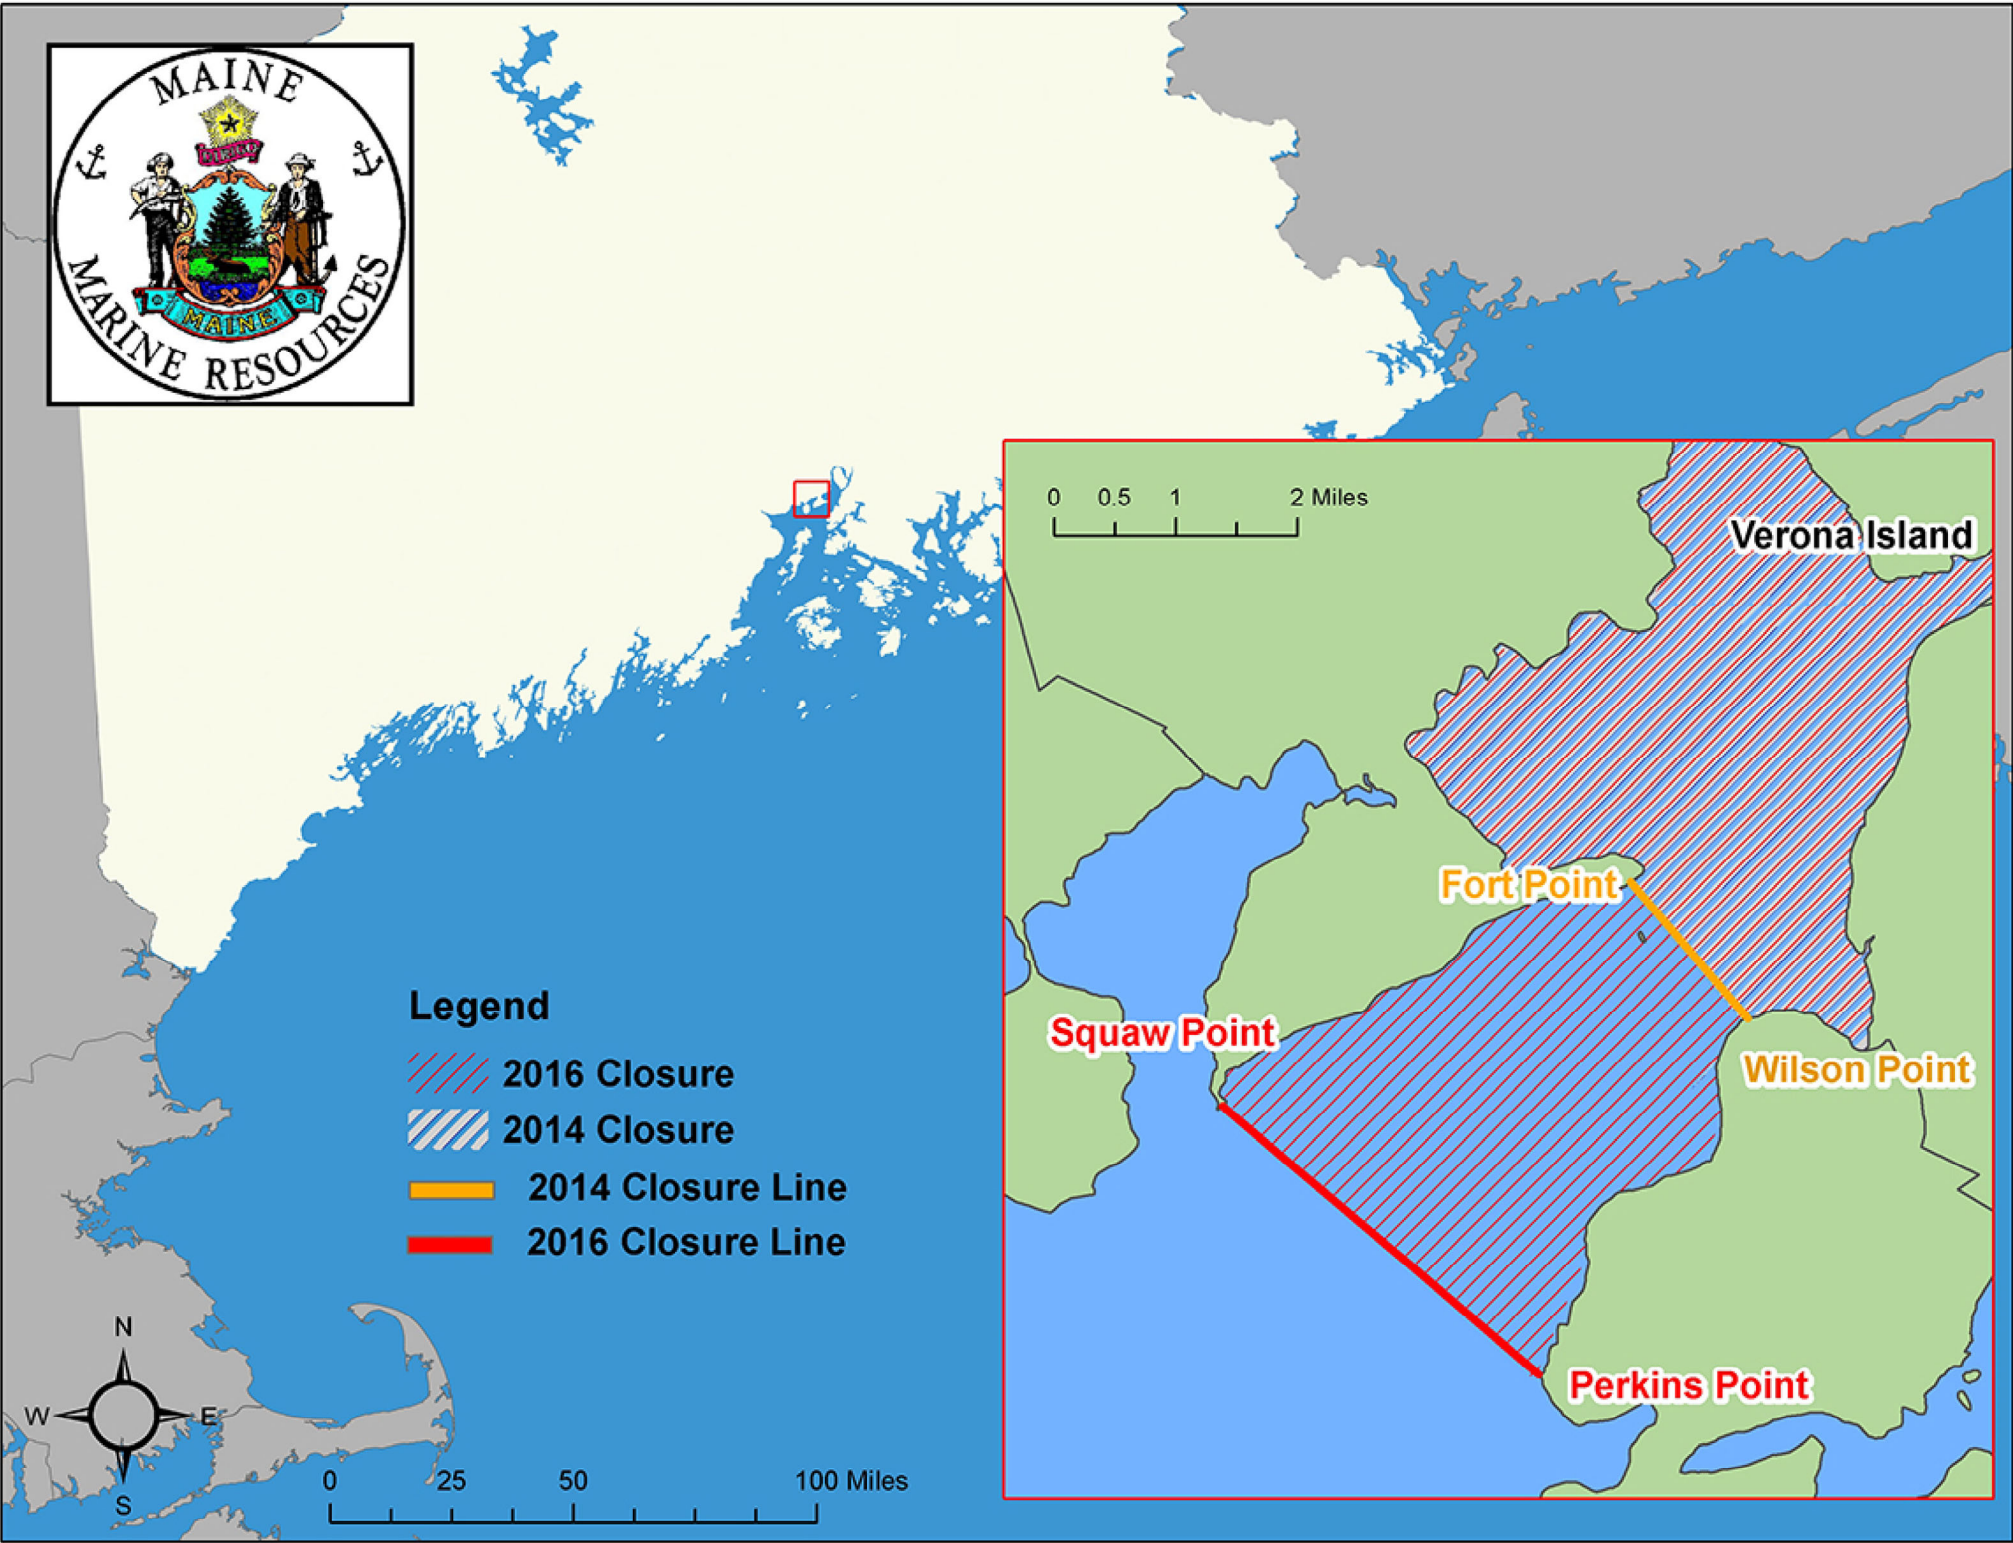 MAINE
MAINE
MARINE RESOURCES
0 0.5 1 2 Miles
Verona Island
Fort Point
Squaw Point
Wilson Point
Perkins Point
Legend
2016 Closure
2014 Closure
2014 Closure Line
2016 Closure Line
N
W E
S
0 25 50 100 Miles